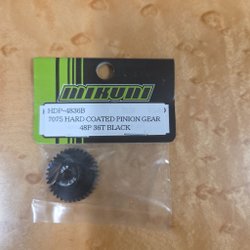 HDP-4836B
7075 HARD COATED PINION GEAR
48P 36T BLACK